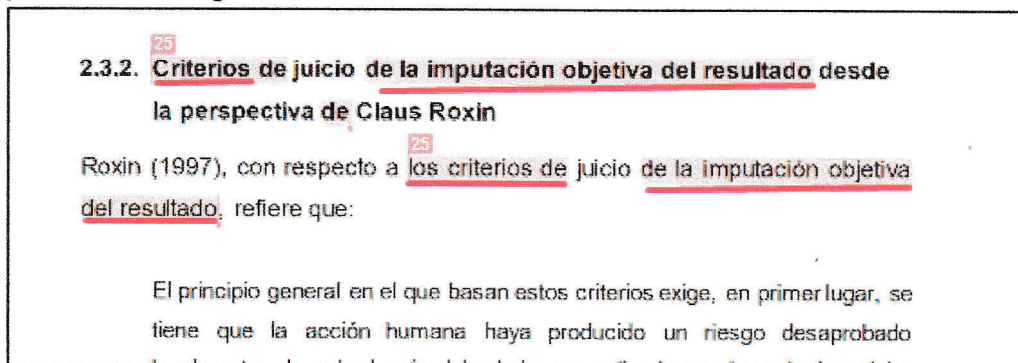 25
2.3.2. Criterios de juicio de la imputación objetiva del resultado desde
la perspectiva de Claus Roxin
25
Roxin (1997), con respecto a los criterios de juicio de la imputación objetiva
del resultado, refiere que:
El principio general en el que basan estos criterios exige, en primer lugar, se
tiene que la acción humana haya producido un riesgo desaprobado